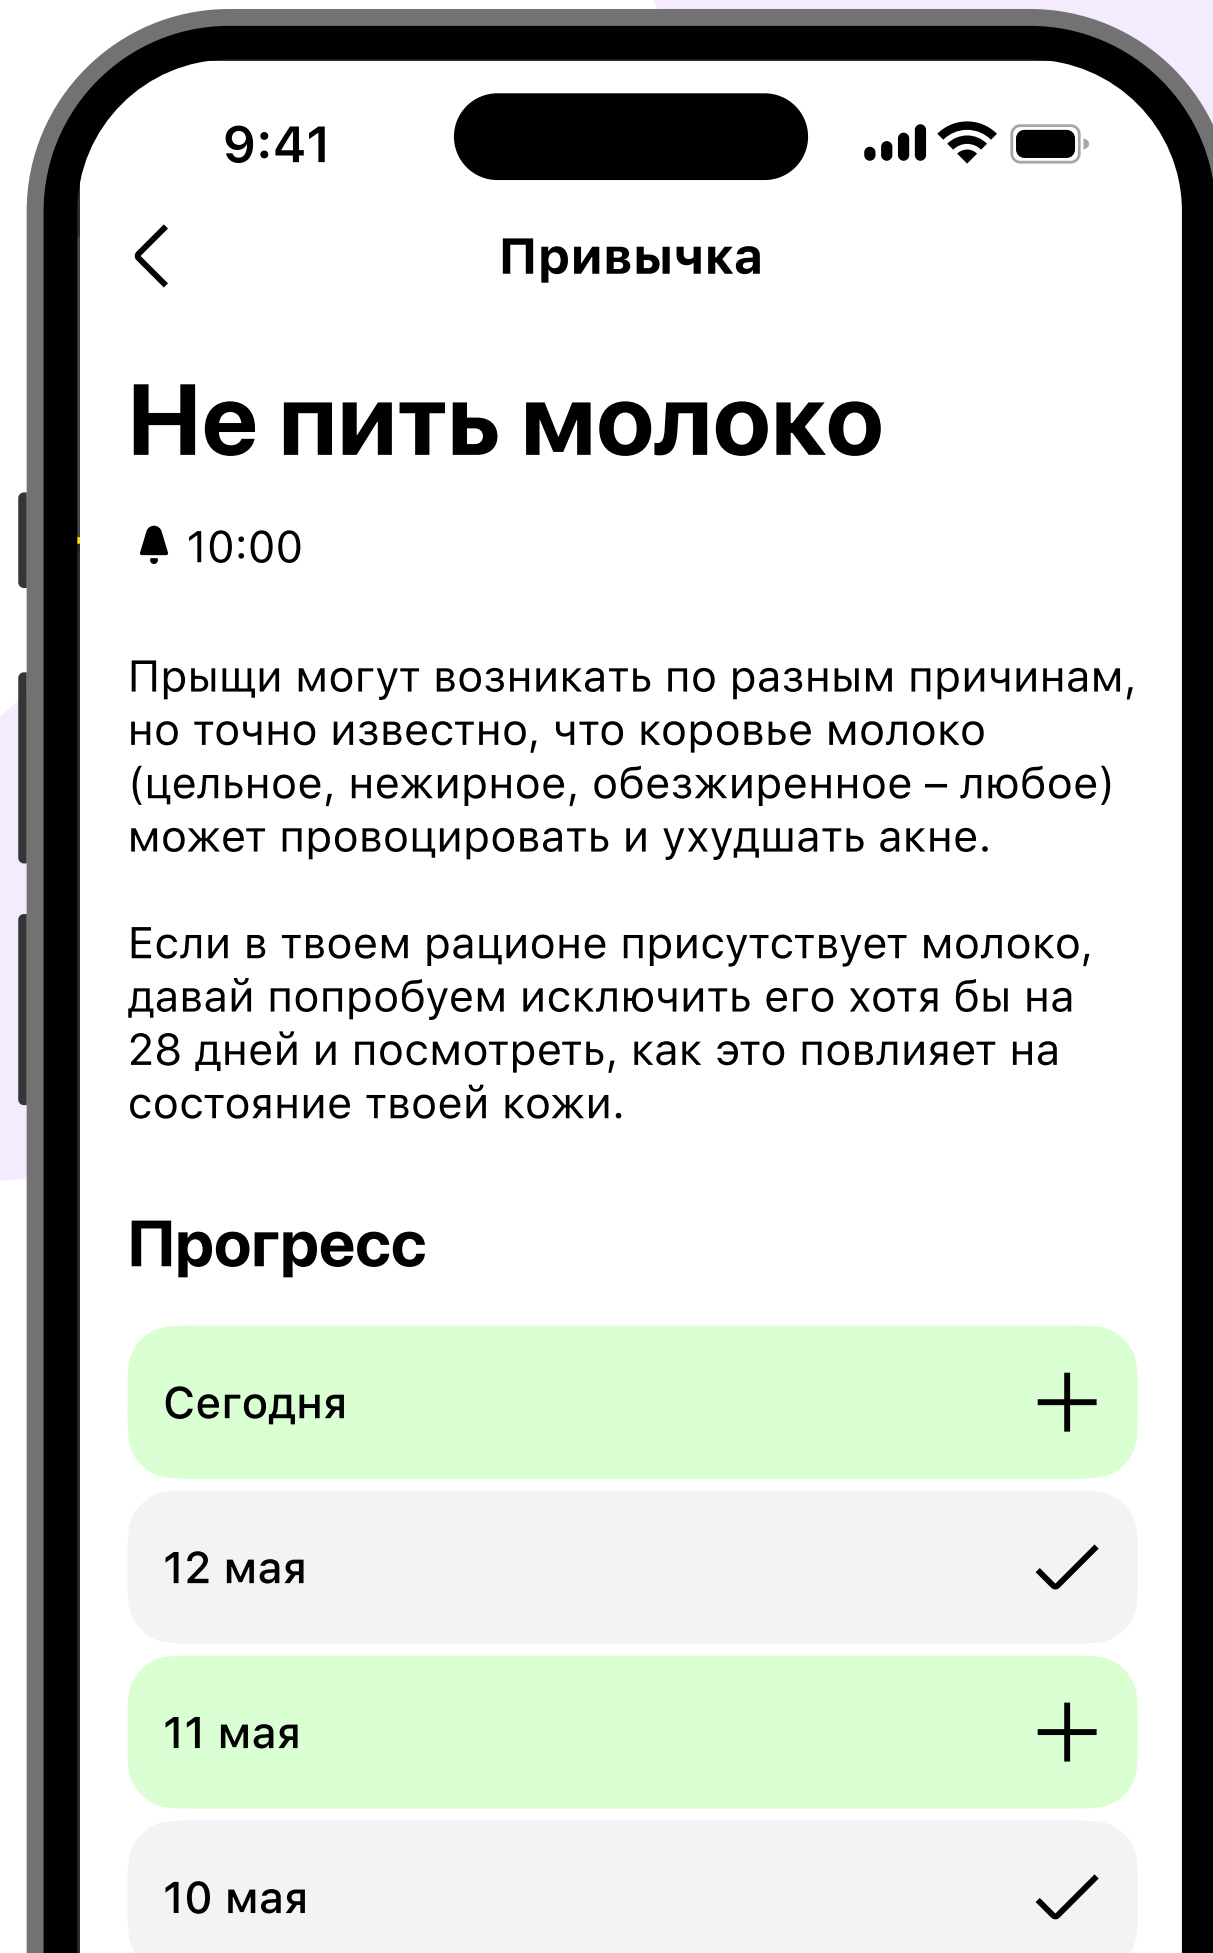 9:41
Привычка
Не пить молоко
10:00
Прыщи могут возникать по разным причинам,
но точно известно, что коровье молоко
(цельное, нежирное, обезжиренное – любое)
может провоцировать и ухудшать акне.
Если в твоем рационе присутствует молоко,
давай попробуем исключить его хотя бы на
28 дней и посмотреть, как это повлияет на
состояние твоей кожи.
Прогресс
Сегодня
12 мая
11 мая
10 мая